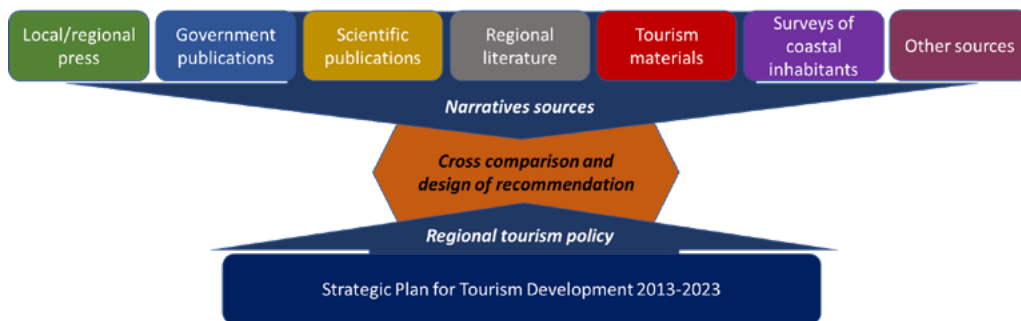 Local/regional
press
Government
publications
Scientific
publications
Regional
literature
Tourism
materials
Surveys of
coastal
inhabitants
Other sources
Narratives sources
Cross comparison and
design of recommendation
Regional tourism policy
Strategic Plan for Tourism Development 2013-2023